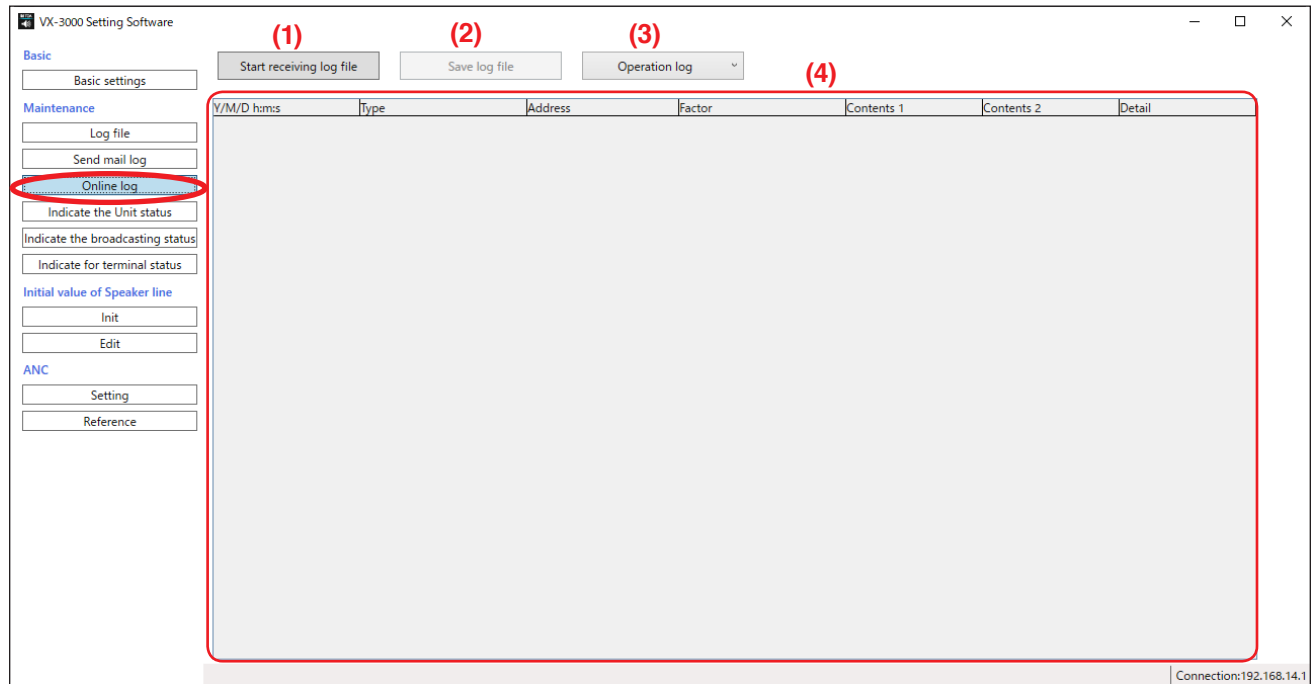 VX-3000 Setting Software
(1)
(2)
(3)
(4)
Start receiving log file
Save log file
Operation log
Basic
Basic settings
Maintenance
Log file
Send mail log
Online log
Indicate the Unit status
Indicate the broadcasting status
Indicate for terminal status
Initial value of Speaker line
Init
Edit
ANC
Setting
Reference
Y/M/D h:m:s Type Address Factor Contents 1 Contents 2 Detail
Connection:192.168.14.1